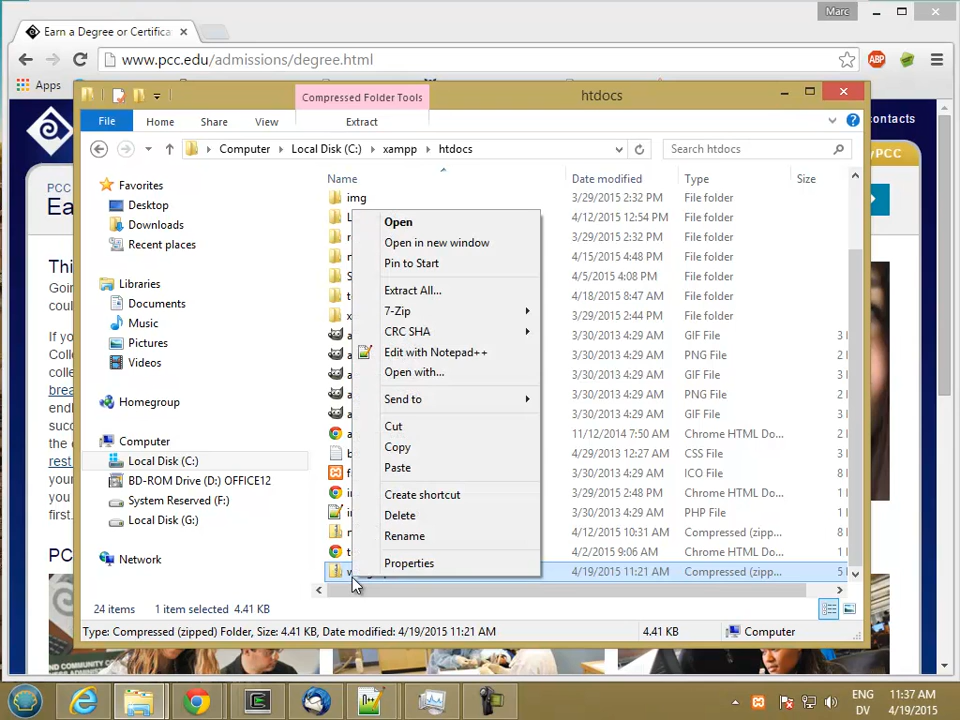 Marc
Earn a Degree or Certifica
www.pcc.edu/admissions/degree.html
ABP
Apps
contacts
PCC
Ea
yPCC
Compressed Folder Tools
htdocs
File
Home
Share
View
Extract
Computer
Local Disk (C:)
xampp
htdocs
Search htdocs
Name
Date modified
Type
Size
Favorites
Desktop
Downloads
Recent places
Libraries
Documents
Music
Pictures
Videos
Homegroup
Computer
Local Disk (C:)
BD-ROM Drive (D:) OFFICE12
System Reserved (F:)
Local Disk (G:)
Network
img
3/29/2015 2:32 PM File folder
4/12/2015 12:54 PM File folder
3/29/2015 2:32 PM File folder
4/15/2015 4:48 PM File folder
4/5/2015 4:08 PM File folder
4/18/2015 8:47 AM File folder
3/29/2015 2:44 PM File folder
3/30/2013 4:29 AM GIF File 3
3/30/2013 4:29 AM PNG File
3/30/2013 4:29 AM GIF File
3/30/2013 4:29 AM PNG File
3/30/2013 4:29 AM GIF File
11/12/2014 7:50 AM Chrome HTML Do...
4/29/2013 12:27 AM CSS File
3/30/2013 4:29 AM ICO File
3/29/2015 2:48 PM Chrome HTML Do...
3/30/2013 4:29 AM PHP File
4/12/2015 10:31 AM Compressed (zipp...
4/2/2015 9:06 AM Chrome HTML Do...
4/19/2015 11:21 AM Compressed (zipp... 5
Open
Open in new window
Pin to Start
Extract All...
7-Zip
CRC SHA
Edit with Notepad++
Open with...
Send to
Cut
Copy
Paste
Create shortcut
Delete
Rename
Properties
24 items 1 item selected 4.41 KB
Type: Compressed (zipped) Folder, Size: 4.41 KB, Date modified: 4/19/2015 11:21 AM
4.41 KB
Computer
Thi
Goin
coul
If yo
Colle
brea
endl
succ
the c
rest
your
you
first.
PC
ND COMMUNITY CO
ENG
DV
11:37 AM
4/19/2015